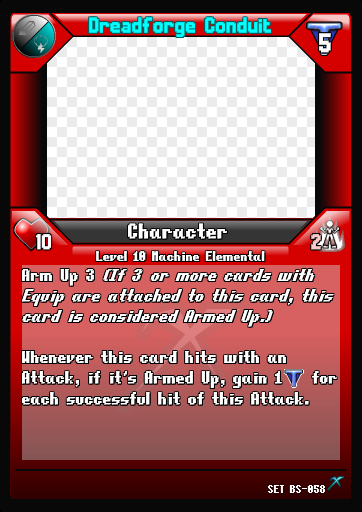 Dreadforge Conduit
5
Character
10
2
Level 10 Machine Elemental
Arm Up 3 (If 3 or more cards with
Equip are attached to this card, this
card is considered Armed Up.)
Whenever this card hits with an
Attack, if it's Armed Up, gain 1 for
each successful hit of this Attack.
SET BS-058